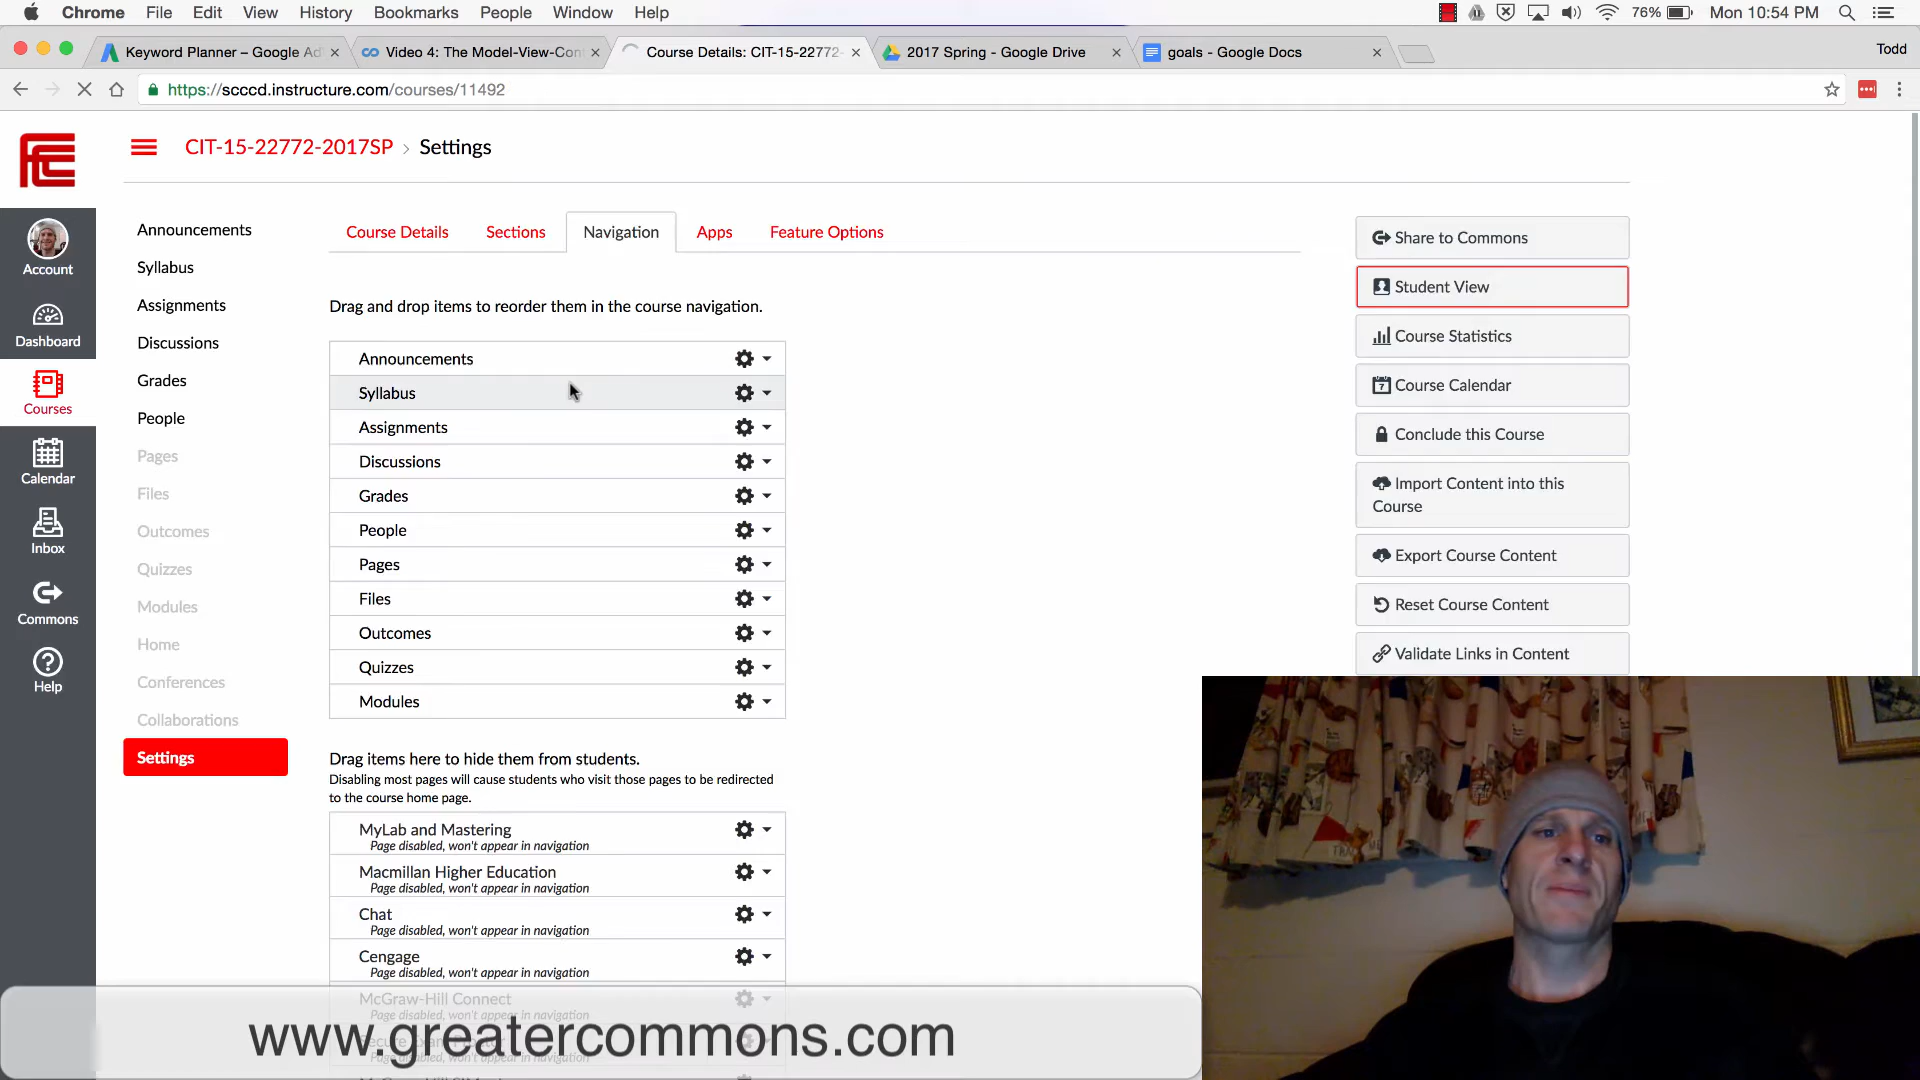 Chrome File Edit View History Bookmarks People Window Help 76% Mon 10:54 PM
Keyword Planner – Google Ad Video 4: The Model-View-Con Course Details: CIT-15-22772- 2017 Spring - Google Drive goals - Google Docs Todd
https://scccd.instructure.com/courses/11492
FCC
CIT-15-22772-2017SP › Settings
Account
Dashboard
Courses
Calendar
Inbox
Commons
Help
Announcements
Syllabus
Assignments
Discussions
Grades
People
Pages
Files
Outcomes
Quizzes
Modules
Home
Conferences
Collaborations
Settings
Course Details Sections Navigation Apps Feature Options
Drag and drop items to reorder them in the course navigation.
Announcements
Syllabus
Assignments
Discussions
Grades
People
Pages
Files
Outcomes
Quizzes
Modules
Drag items here to hide them from students.
Disabling most pages will cause students who visit those pages to be redirected
to the course home page.
MyLab and Mastering
Page disabled, won't appear in navigation
Macmillan Higher Education
Page disabled, won't appear in navigation
Chat
Page disabled, won't appear in navigation
Cengage
Page disabled, won't appear in navigation
McGraw-Hill Connect
Page disabled, won't appear in navigation
Share to Commons
Student View
Course Statistics
7 Course Calendar
Conclude this Course
Import Content into this
Course
Export Course Content
Reset Course Content
Validate Links in Content
www.greatercommons.com